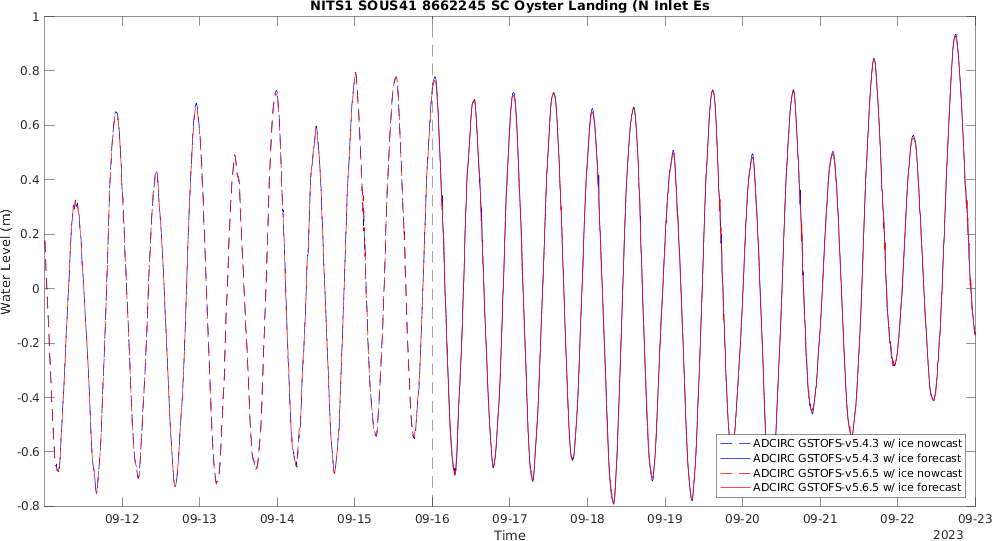 NITS1 SOUS41 8662245 SC Oyster Landing (N Inlet Es
1
0.8
0.6
0.4
0.2
0
-0.2
-0.4
-0.6
-0.8
Water Level (m)
09-12 09-13 09-14 09-15 09-16 09-17 09-18 09-19 09-20 09-21 09-22 09-23
Time
2023
ADCIRC GSTOFS-v5.4.3 w/ ice nowcast
ADCIRC GSTOFS-v5.4.3 w/ ice forecast
ADCIRC GSTOFS-v5.6.5 w/ ice nowcast
ADCIRC GSTOFS-v5.6.5 w/ ice forecast